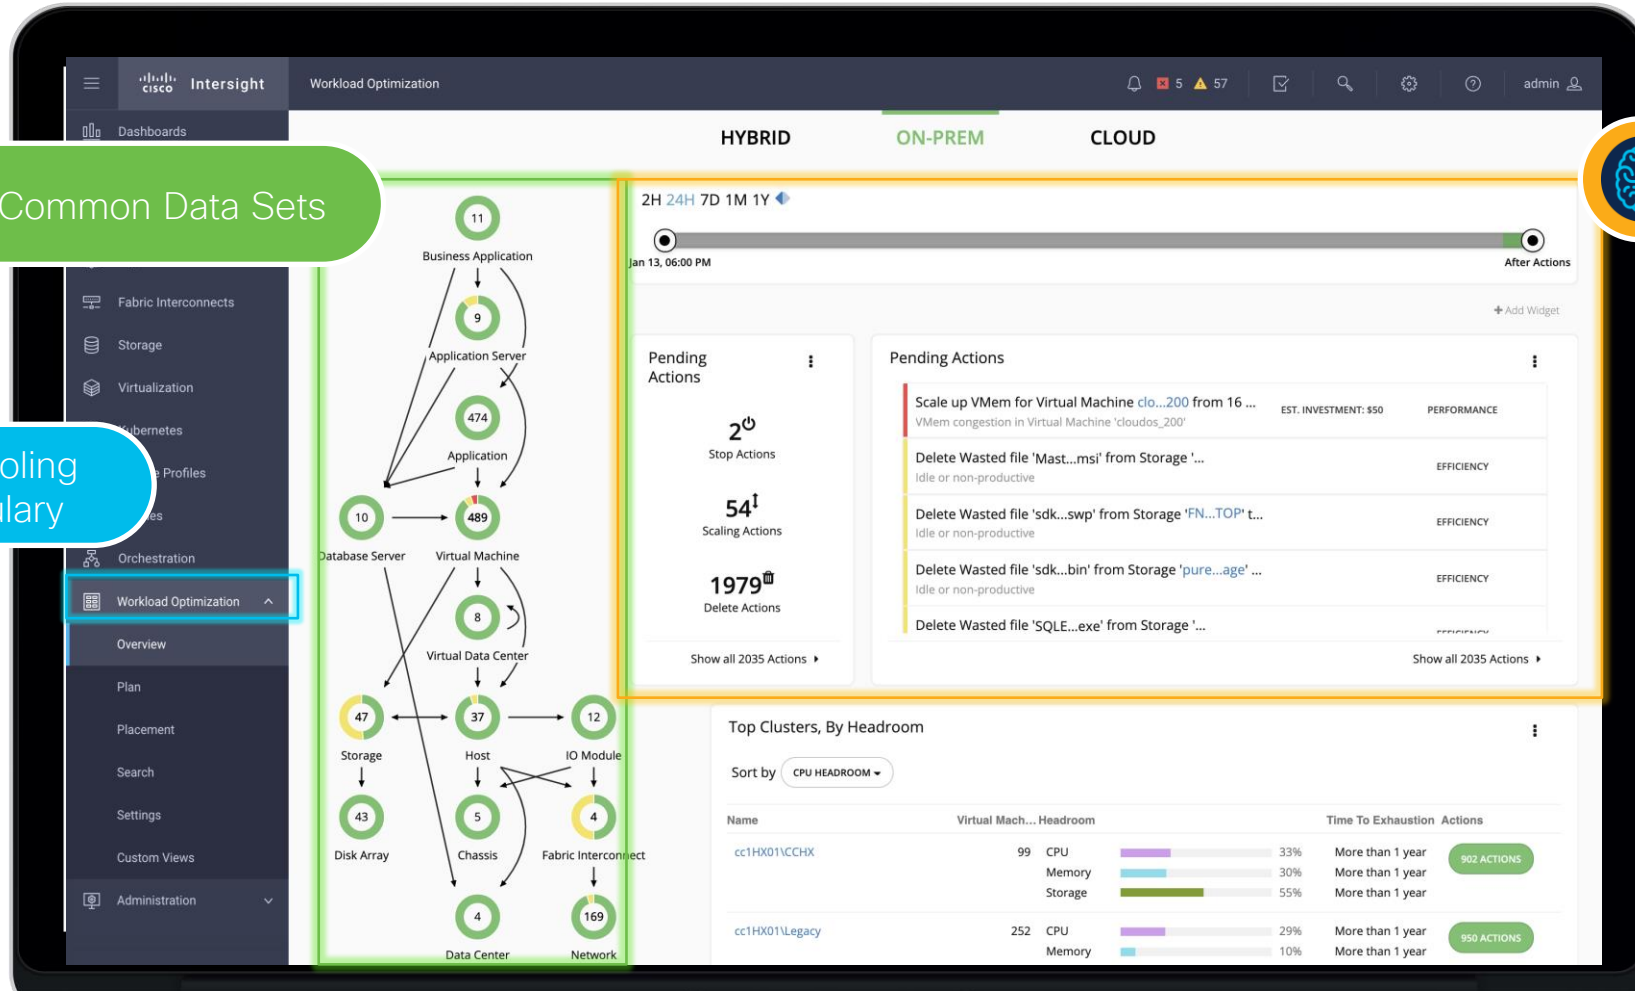 cisco Intersight
Workload Optimization
5
57
admin
Dashboards
Common Data Sets
Fabric Interconnects
Storage
Virtualization
Profiles
Orchestration
Workload Optimization
Overview
Plan
Placement
Search
Settings
Custom Views
Administration
HYBRID
ON-PREM
CLOUD
11
Business Application
9
Application Server
474
Application
10
Database Server
489
Virtual Machine
8
Virtual Data Center
47
Storage
37
Host
12
IO Module
43
Disk Array
5
Chassis
4
Fabric Interconnect
4
Data Center
169
Network
2H 24H 7D 1M 1Y
Jan 13, 06:00 PM
After Actions
+ Add Widget
Pending
Actions
2
Stop Actions
54
Scaling Actions
1979
Delete Actions
Show all 2035 Actions
Pending Actions
Scale up VMem for Virtual Machine clo...200 from 16 ...
VMem congestion in Virtual Machine 'cloudos_200'
EST. INVESTMENT: $50
PERFORMANCE
Delete Wasted file 'Mast...msi' from Storage '...
Idle or non-productive
EFFICIENCY
Delete Wasted file 'sdk...swp' from Storage 'FN...TOP' t...
Idle or non-productive
EFFICIENCY
Delete Wasted file 'sdk...bin' from Storage 'pure...age' ...
Idle or non-productive
EFFICIENCY
Delete Wasted file 'SQLE...exe' from Storage '...
Show all 2035 Actions
Top Clusters, By Headroom
Sort by CPU HEADROOM
Name Virtual Mach... Headroom Time To Exhaustion Actions
cc1HX01\CCHX 99 CPU 33% More than 1 year 902 ACTIONS
Memory 30% More than 1 year
Storage 55% More than 1 year
cc1HX01\Legacy 252 CPU 29% More than 1 year 950 ACTIONS
Memory 10% More than 1 year